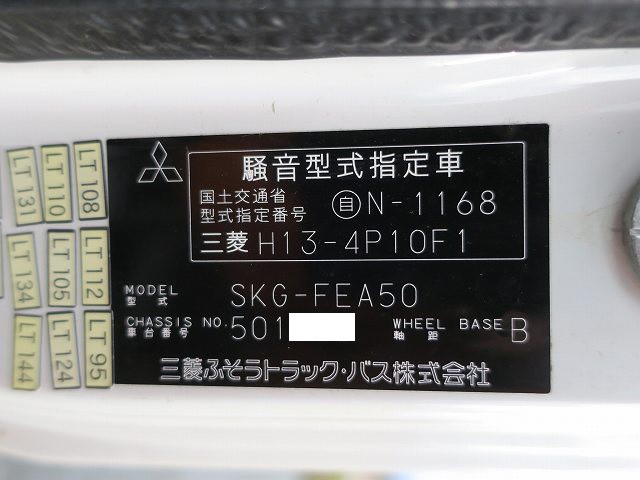 騒音型式指定車
国土交通省
型式指定番号
自N-1168
三菱 H13-4P10F1
MODEL
型式
SKG-FEA50
CHASSIS NO.
車台番号
501
WHEEL BASE
軸距
B
三菱ふそうトラック・バス株式会社
LT 131
LT 110
LT 108
LT 134
LT 105
LT 112
LT 144
LT 124
LT 95